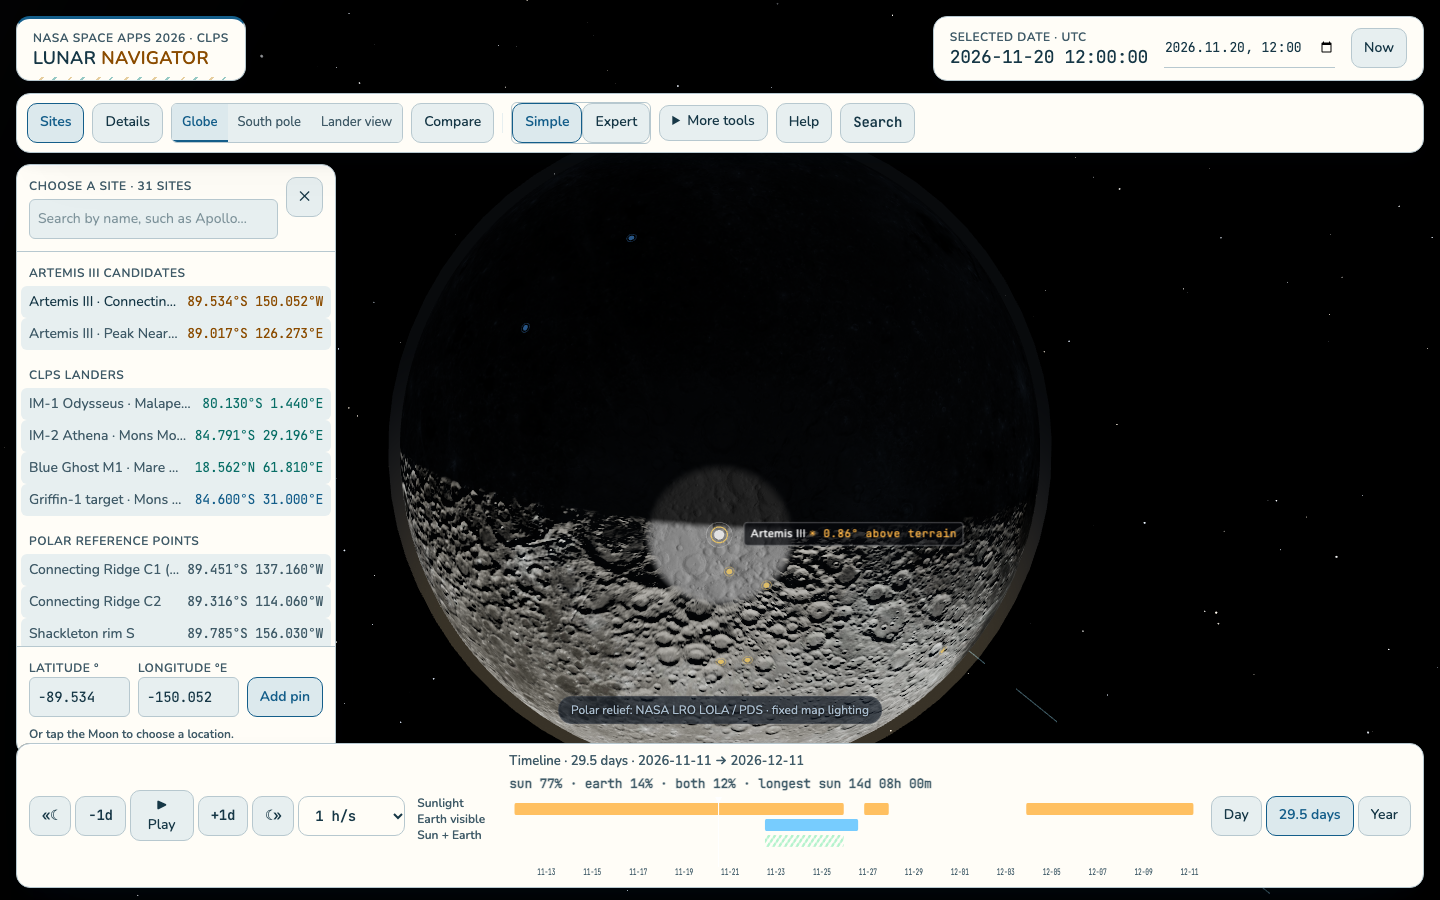 NASA SPACE APPS 2026 · CLPS
LUNAR NAVIGATOR
SELECTED DATE · UTC
2026-11-20 12:00:00
2026.11.20, 12:00
Now
Sites
Details
Globe
South pole
Lander view
Compare
Simple
Expert
▶ More tools
Help
Search
CHOOSE A SITE · 31 SITES
×
Search by name, such as Apollo...
ARTEMIS III CANDIDATES
Artemis III · Connectin... 89.534°S 150.052°W
Artemis III · Peak Near... 89.017°S 126.273°E
CLPS LANDERS
IM-1 Odysseus · Malape... 80.130°S 1.440°E
IM-2 Athena · Mons Mo... 84.791°S 29.196°E
Blue Ghost M1 · Mare ... 18.562°N 61.810°E
Griffin-1 target · Mons ... 84.600°S 31.000°E
POLAR REFERENCE POINTS
Connecting Ridge C1 (... 89.451°S 137.160°W
Connecting Ridge C2 89.316°S 114.060°W
Shackleton rim S 89.785°S 156.030°W
LATITUDE ° LONGITUDE °E
-89.534 -150.052 Add pin
Or tap the Moon to choose a location.
Artemis III ☀ 0.86° above terrain
Polar relief: NASA LRO LOLA / PDS · fixed map lighting
«☾
-1d
▶ Play
+1d
☾»
1 h/s
Timeline · 29.5 days · 2026-11-11 → 2026-12-11
sun 77% · earth 14% · both 12% · longest sun 14d 08h 00m
Sunlight
Earth visible
Sun + Earth
11-13 11-15 11-17 11-19 11-21 11-23 11-25 11-27 11-29 12-01 12-03 12-05 12-07 12-09 12-11
Day
29.5 days
Year